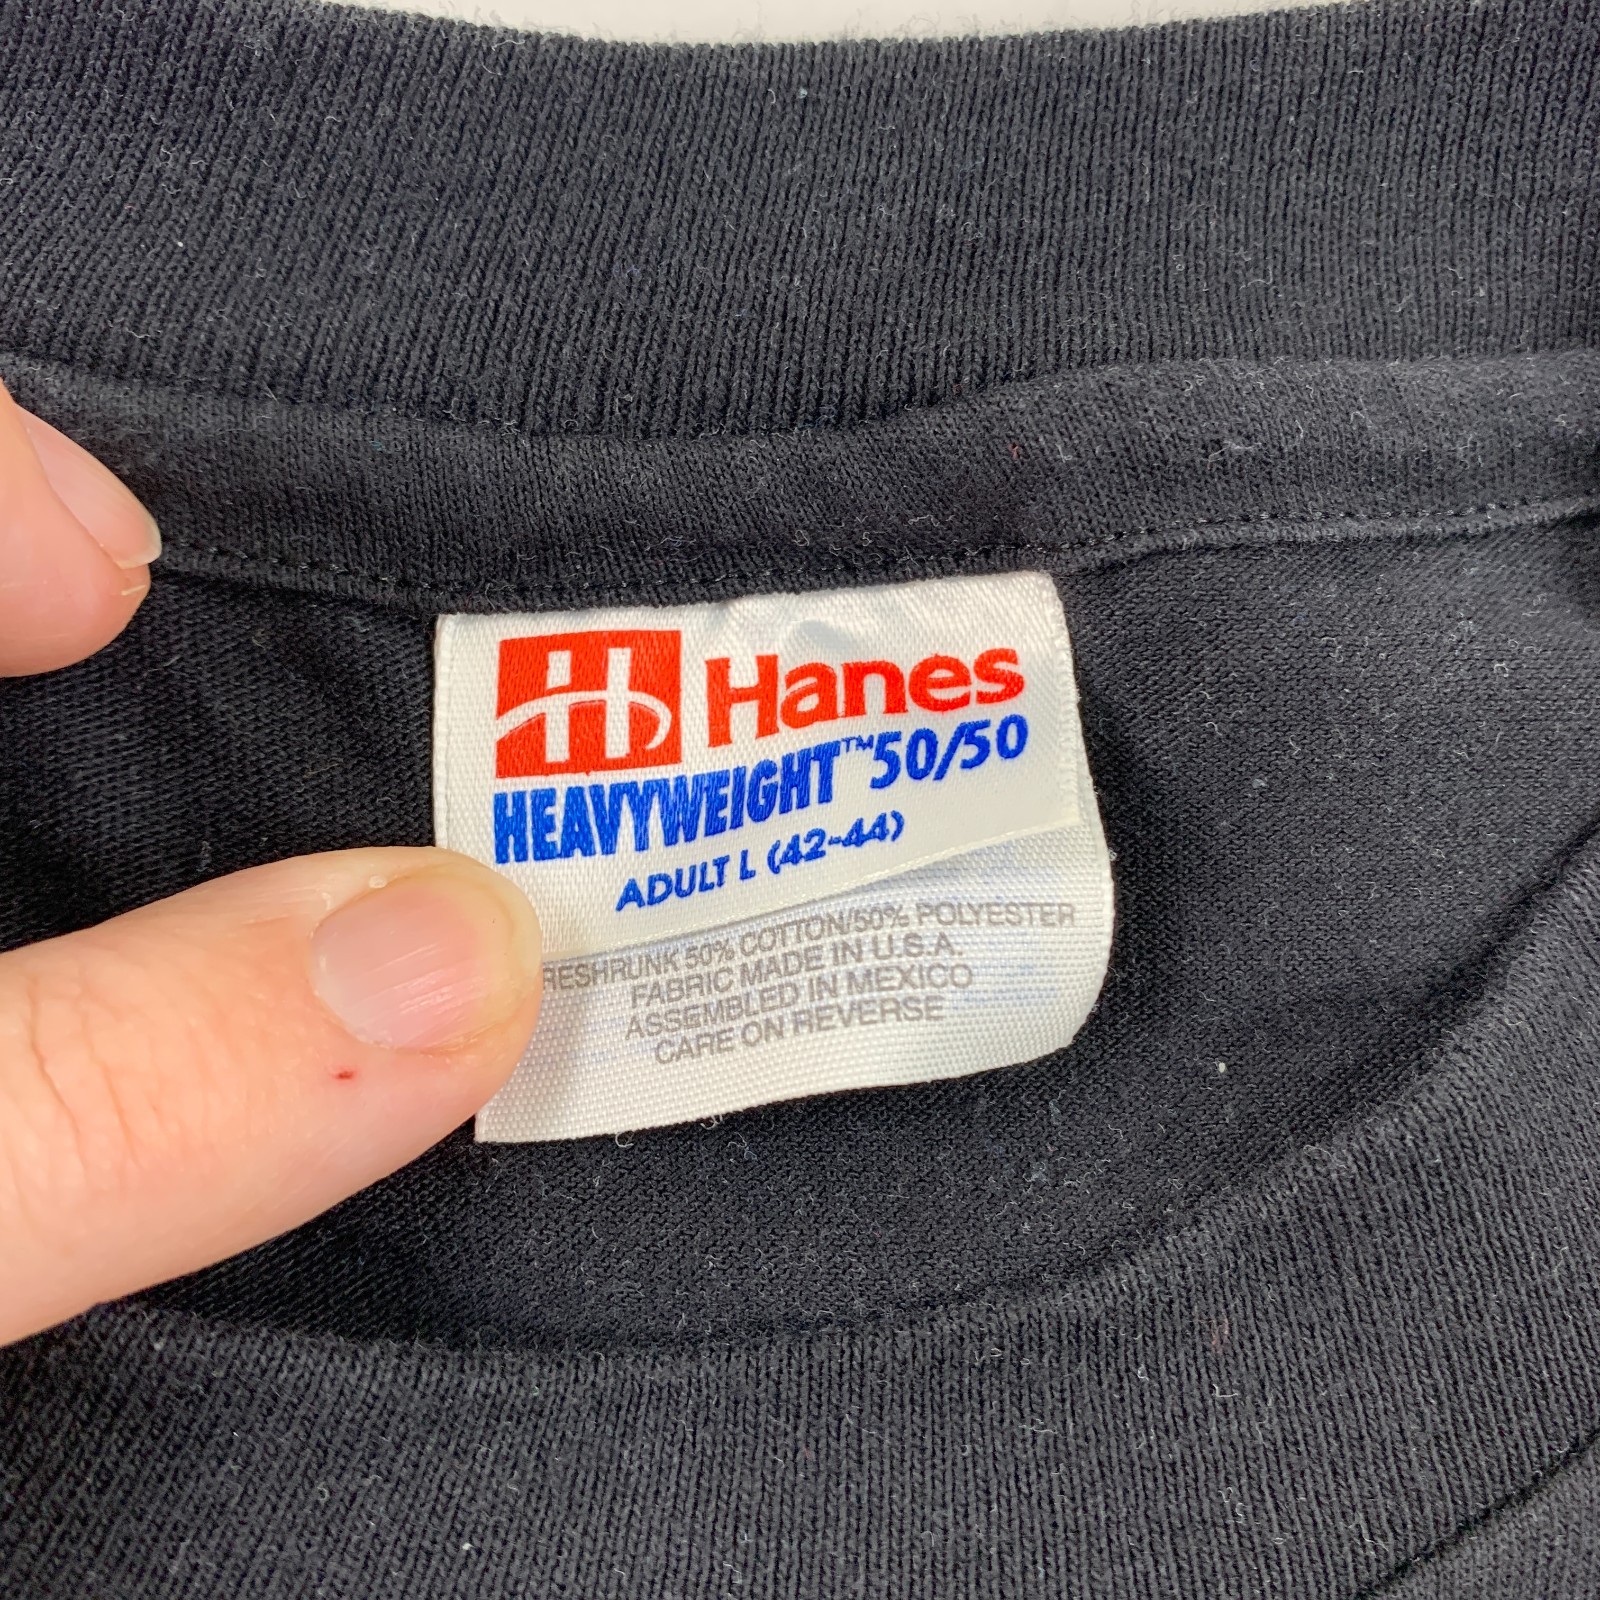 H Hanes
HEAVYWEIGHT™ 50/50
ADULT L (42-44)
RESHRUNK 50% COTTON/50% POLYESTER
FABRIC MADE IN U.S.A.
ASSEMBLED IN MEXICO
CARE ON REVERSE